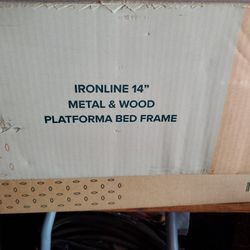 IRONLINE 14”
METAL & WOOD
PLATFORMA BED FRAME